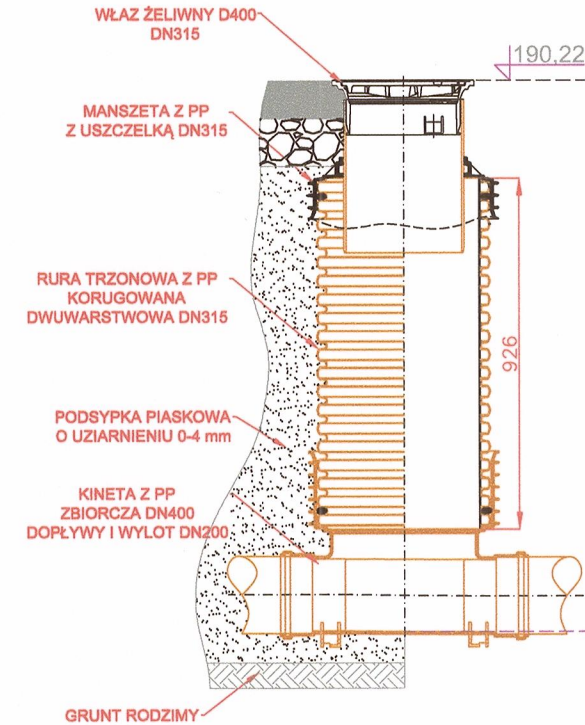 WŁAZ ŻELIWNY D400
DN315
190,22
MANSZETA Z PP
Z USZCZELKĄ DN315
RURA TRZONOWA Z PP
KORUGOWANA
DWUWARSTWOWA DN315
926
PODSYPKA PIASKOWA
O UZIARNIENIU 0-4 mm
KINETA Z PP
ZBIORCZA DN400
DOPŁYWY I WYLOT DN200
GRUNT RODZIMY